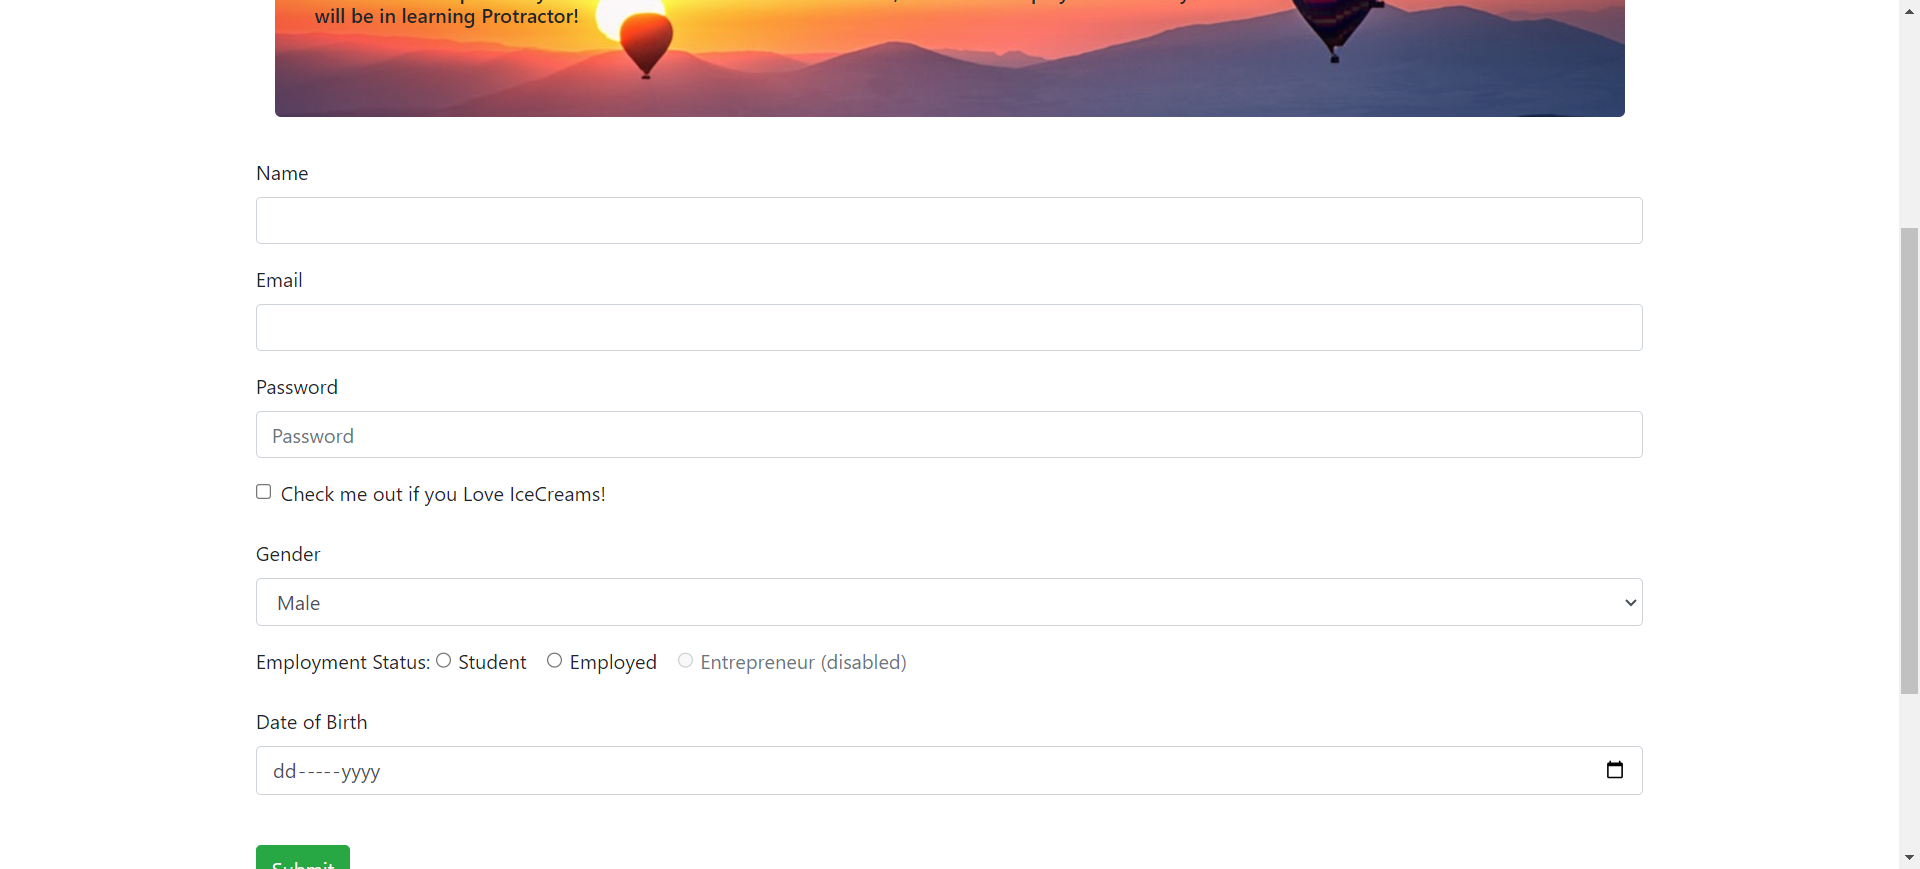 will be in learning Protractor!
Name
Email
Password
Password
Check me out if you Love IceCreams!
Gender
Male
Employment Status: Student Employed Entrepreneur (disabled)
Date of Birth
dd-----yyyy
Submit